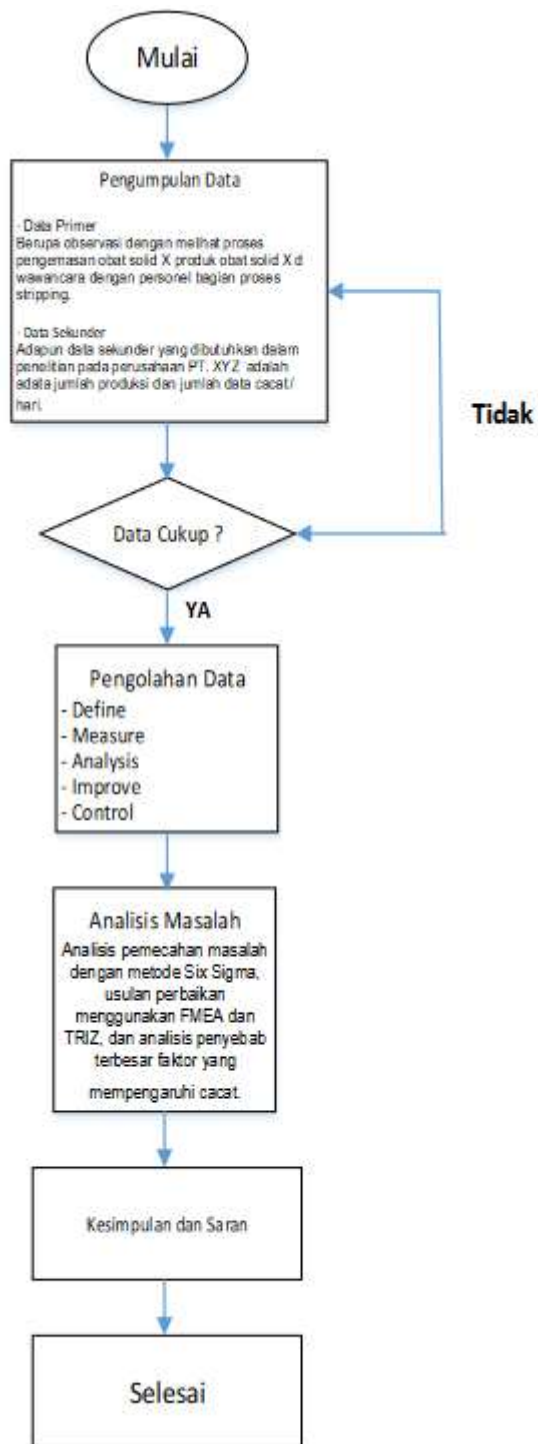 Mulai
Pengumpulan Data
- Data Primer
Berupa observasi dengan melihat proses
pengemasan obat solid X produk obat solid X d
wawancara dengan personel bagian proses
stripping.
- Data Sekunder
Adapun data sekunder yang dibutuhkan dalam
penelitian pada perusahaan PT. XYZ adalah
adata jumlah produksi dan jumlah data cacat/
hari.
Tidak
Data Cukup ?
YA
Pengolahan Data
- Define
- Measure
- Analysis
- Improve
- Control
Analisis Masalah
Analisis pemecahan masalah
dengan metode Six Sigma,
usulan perbaikan
menggunakan FMEA dan
TRIZ, dan analisis penyebab
terbesar faktor yang
mempengaruhi cacat.
Kesimpulan dan Saran
Selesai